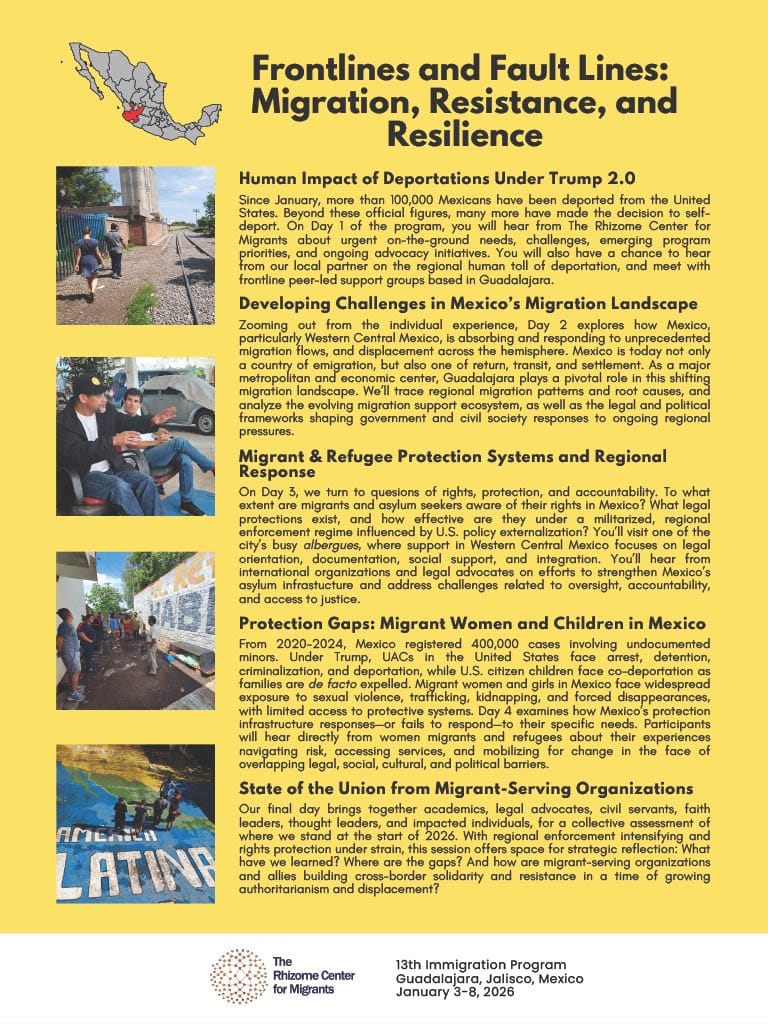 Frontlines and Fault Lines:
Migration, Resistance, and
Resilience
Human Impact of Deportations Under Trump 2.0
Since January, more than 100,000 Mexicans have been deported from the United
States. Beyond these official figures, many more have made the decision to self-
deport. On Day 1 of the program, you will hear from The Rhizome Center for
Migrants about urgent on-the-ground needs, challenges, emerging program
priorities, and ongoing advocacy initiatives. You will also have a chance to hear
from our local partner on the regional human toll of deportation, and meet with
frontline peer-led support groups based in Guadalajara.
Developing Challenges in Mexico's Migration Landscape
Zooming out from the individual experience, Day 2 explores how Mexico,
particularly Western Central Mexico, is absorbing and responding to unprecedented
migration flows, and displacement across the hemisphere. Mexico is today not only
a country of emigration, but also one of return, transit, and settlement. As a major
metropolitan and economic center, Guadalajara plays a pivotal role in this shifting
migration landscape. We'll trace regional migration patterns and root causes, and
analyze the evolving migration support ecosystem, as well as the legal and political
frameworks shaping government and civil society responses to ongoing regional
pressures.
Migrant & Refugee Protection Systems and Regional
Response
On Day 3, we turn to quesions of rights, protection, and accountability. To what
extent are migrants and asylum seekers aware of their rights in Mexico? What legal
protections exist, and how effective are they under a militarized, regional
enforcement regime influenced by U.S. policy externalization? You'll visit one of the
city's busy albergues, where support in Western Central Mexico focuses on legal
orientation, documentation, social support, and integration. You'll hear from
international organizations and legal advocates on efforts to strengthen Mexico's
asylum infrastucture and address challenges related to oversight, accountability,
and access to justice.
Protection Gaps: Migrant Women and Children in Mexico
From 2020-2024, Mexico registered 400,000 cases involving undocumented
minors. Under Trump, UACs in the United States face arrest, detention,
criminalization, and deportation, while U.S. citizen children face co-deportation as
families are de facto expelled. Migrant women and girls in Mexico face widespread
exposure to sexual violence, trafficking, kidnapping, and forced disappearances,
with limited access to protective systems. Day 4 examines how Mexico's protection
infrastructure responses—or fails to respond—to their specific needs. Participants
will hear directly from women migrants and refugees about their experiences
navigating risk, accessing services, and mobilizing for change in the face of
overlapping legal, social, cultural, and political barriers.
AMERICA
LATINA
State of the Union from Migrant-Serving Organizations
Our final day brings together academics, legal advocates, civil servants, faith
leaders, thought leaders, and impacted individuals, for a collective assessment of
where we stand at the start of 2026. With regional enforcement intensifying and
rights protection under strain, this session offers space for strategic reflection: What
have we learned? Where are the gaps? And how are migrant-serving organizations
and allies building cross-border solidarity and resistance in a time of growing
authoritarianism and displacement?
The
Rhizome Center
for Migrants
13th Immigration Program
Guadalajara, Jalisco, Mexico
January 3-8, 2026